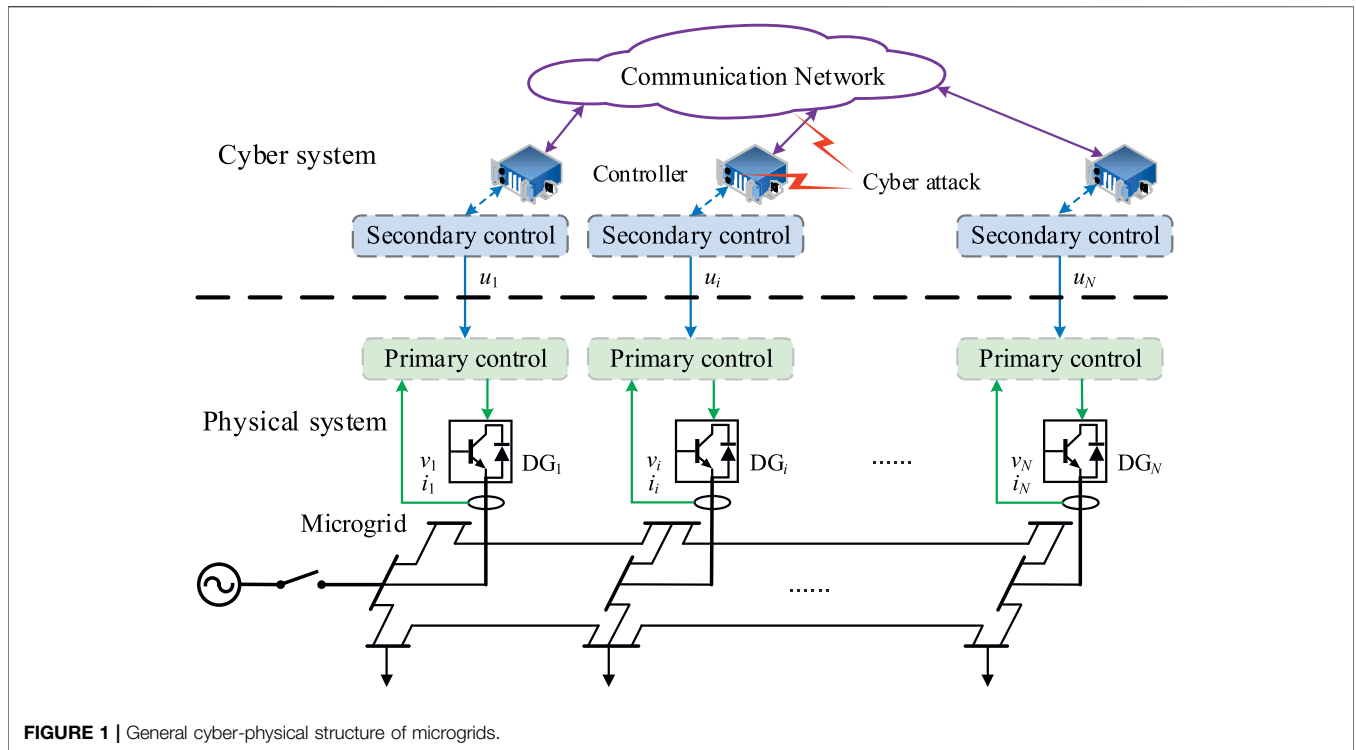 Communication Network
Cyber system
Controller
Cyber attack
Secondary control
Secondary control
Secondary control
u1
ui
uN
Primary control
Primary control
Primary control
Physical system
v1
i1
DG1
vi
ii
DGi
......
vN
iN
DGN
Microgrid
......
FIGURE 1 | General cyber-physical structure of microgrids.